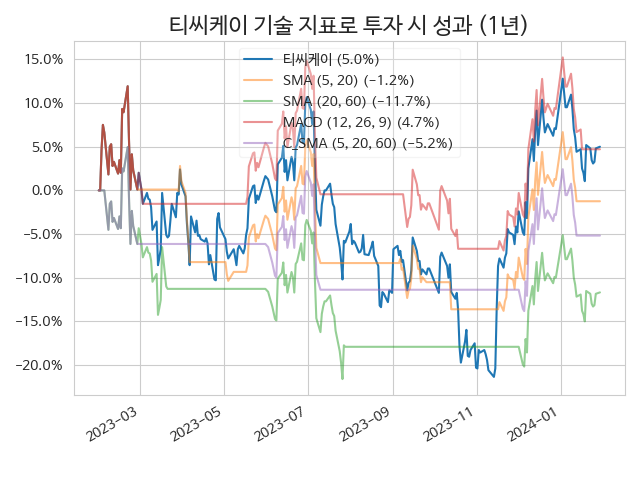 티씨케이 기술 지표로 투자 시 성과 (1년)
15.0%
10.0%
5.0%
0.0%
−5.0%
−10.0%
−15.0%
−20.0%
티씨케이 (5.0%)
SMA (5, 20) (−1.2%)
SMA (20, 60) (−11.7%)
MACD (12, 26, 9) (4.7%)
C_SMA (5, 20, 60) (−5.2%)
2023−03
2023−05
2023−07
2023−09
2023−11
2024−01